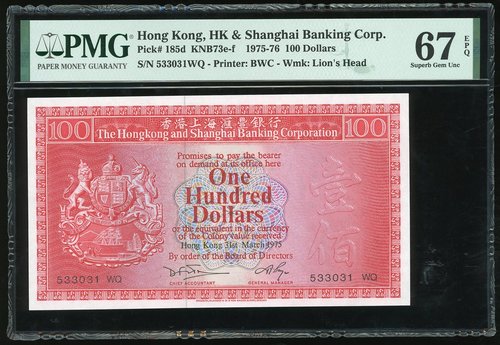 PMG
PAPER MONEY GUARANTY
Hong Kong, HK & Shanghai Banking Corp.
Pick# 185d KNB73e-f 1975-76 100 Dollars
S/N 533031WQ - Printer: BWC - Wmk: Lion's Head
67 EPQ
Superb Gem Unc
100 香港上海滙豐銀行 100
The Hongkong and Shanghai Banking Corporation
Promises to pay the bearer
on demand at its office here
One
Hundred
Dollars
or the equivalent in the currency
of the Colony value received
Hong Kong 31st March 1975
By order of the Board of Directors
壹
百
533031 WQ
533031 WQ
CHIEF ACCOUNTANT
GENERAL MANAGER